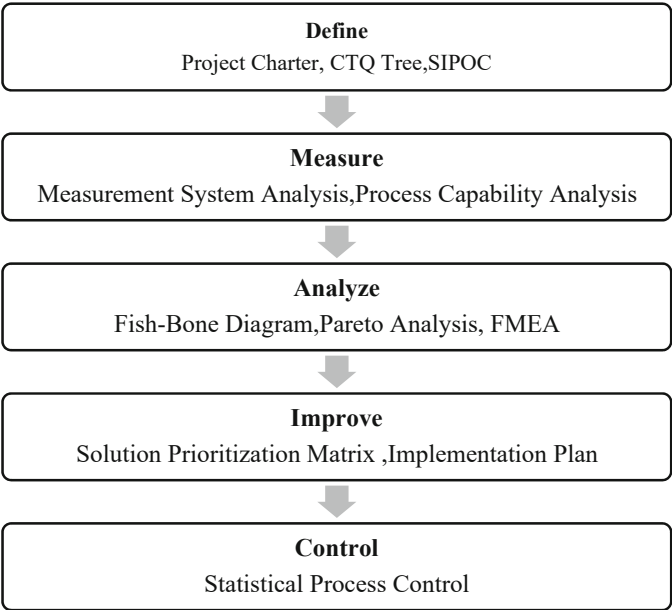 Define
Project Charter, CTQ Tree,SIPOC
Measure
Measurement System Analysis,Process Capability Analysis
Analyze
Fish-Bone Diagram,Pareto Analysis, FMEA
Improve
Solution Prioritization Matrix ,Implementation Plan
Control
Statistical Process Control